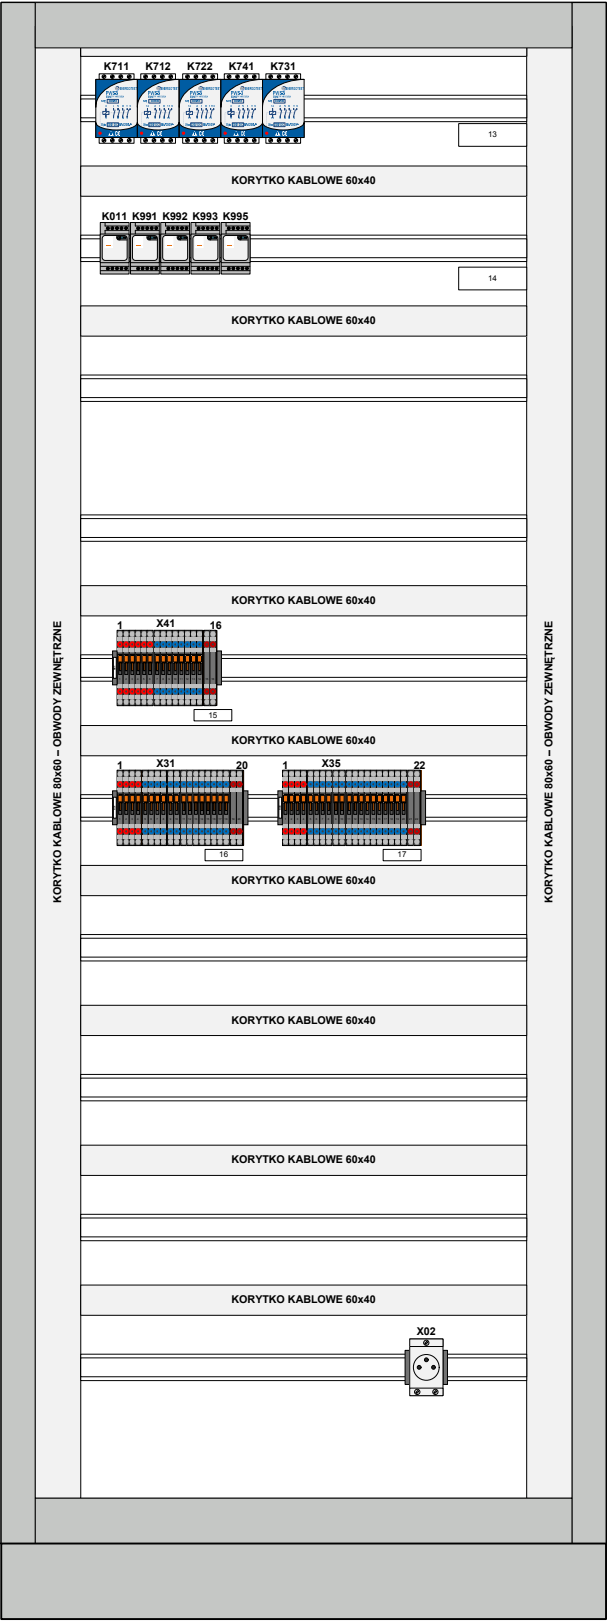 K711 K712 K722 K741 K731
13
KORYTKO KABLOWE 60x40
K011 K991 K992 K993 K995
14
KORYTKO KABLOWE 60x40
KORYTKO KABLOWE 60x40
1 X41 16
15
KORYTKO KABLOWE 80x60 – OBWODY ZEWNĘTRZNE
KORYTKO KABLOWE 80x60 – OBWODY ZEWNĘTRZNE
KORYTKO KABLOWE 60x40
1 X31 20 1 X35 22
16 17
KORYTKO KABLOWE 60x40
KORYTKO KABLOWE 60x40
KORYTKO KABLOWE 60x40
KORYTKO KABLOWE 60x40
X02